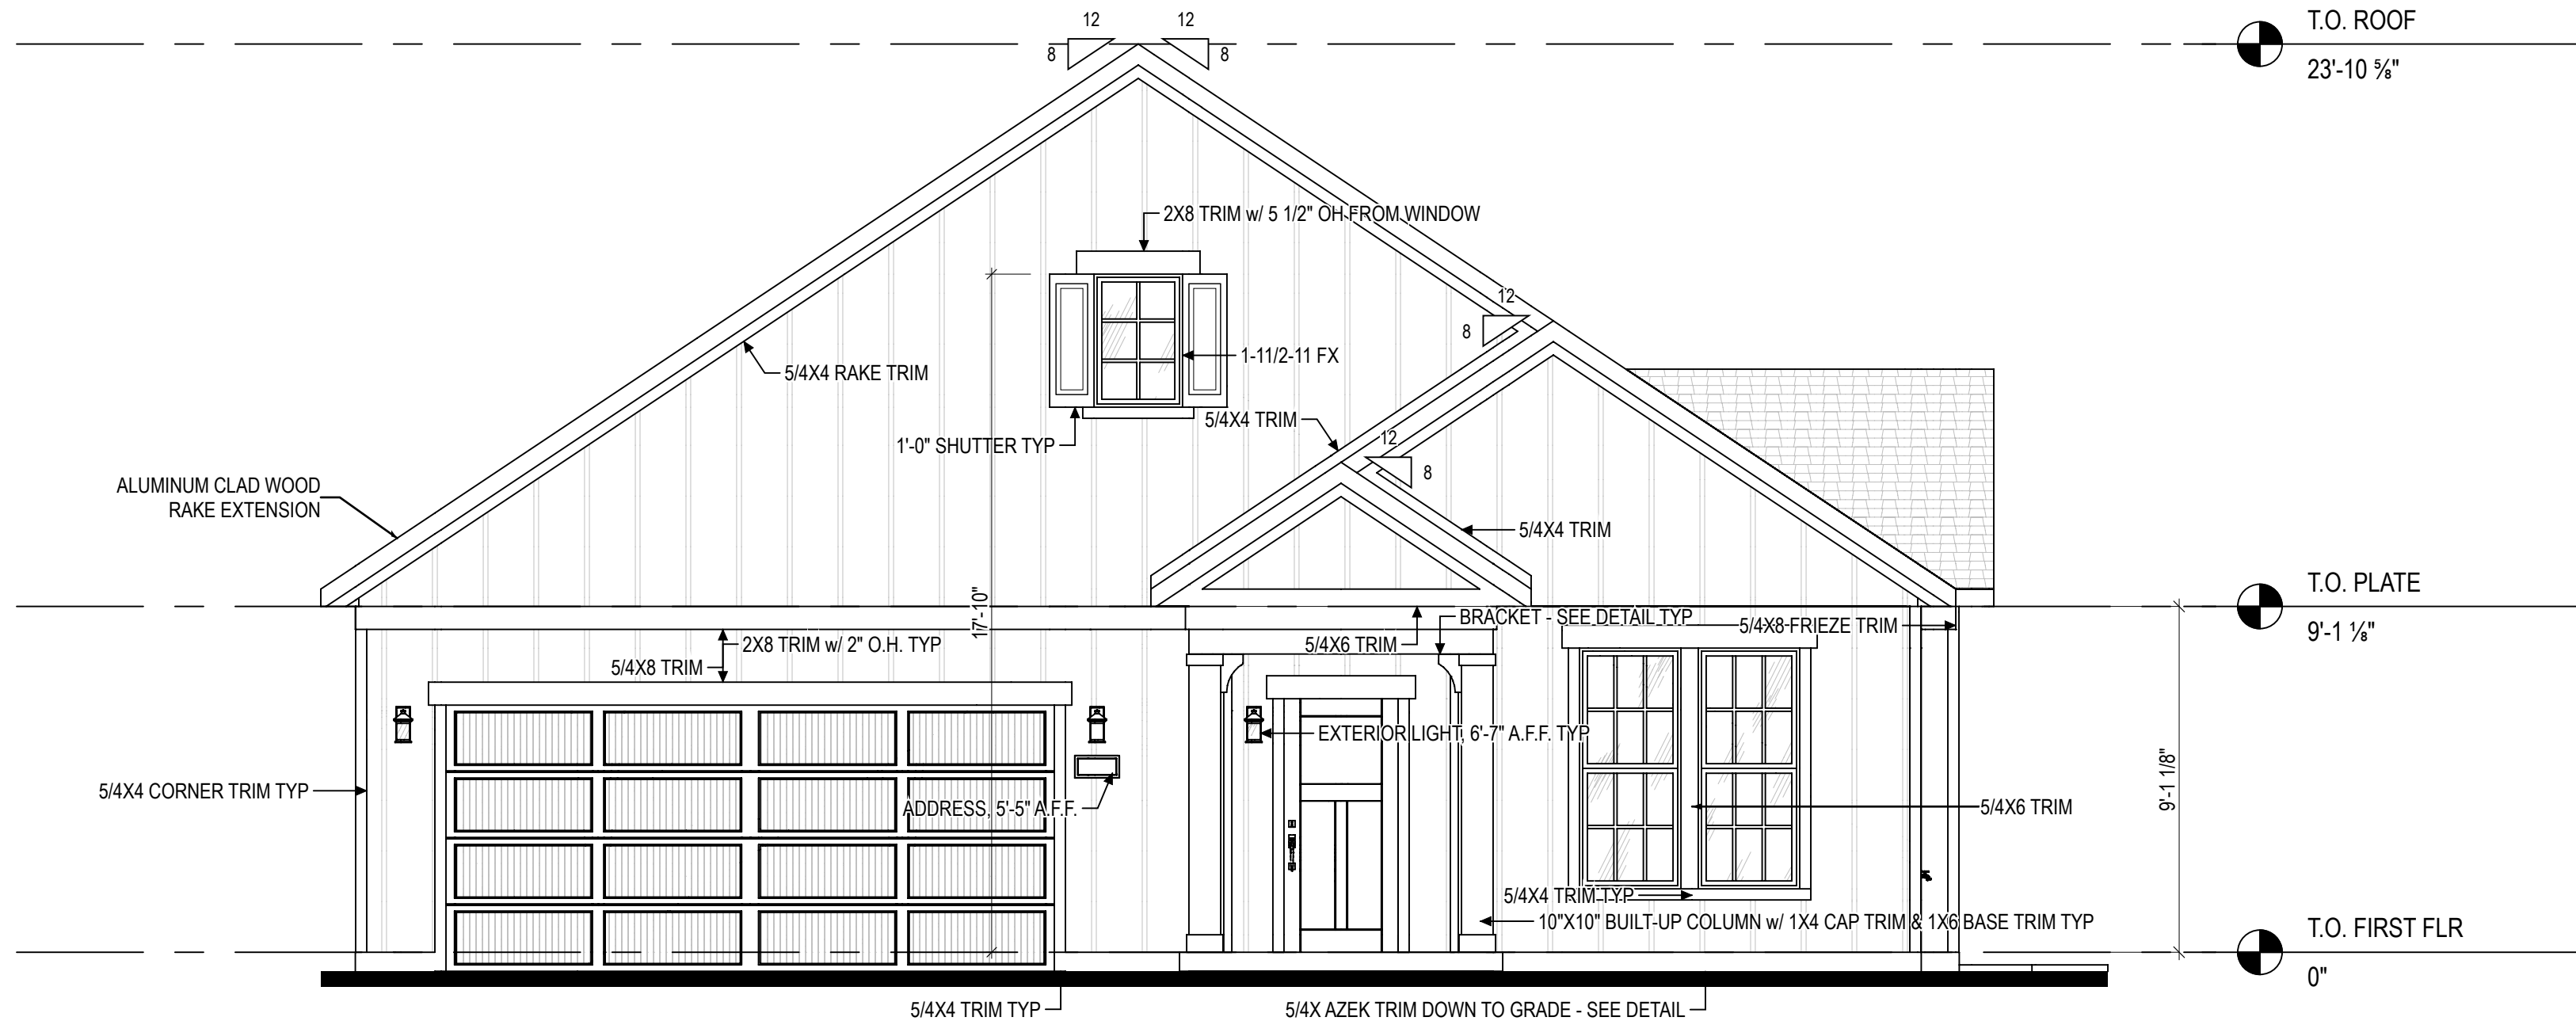 12
12
T.O. ROOF
8
8
23'-10 ⅝"
2X8 TRIM w/ 5 1/2" OH FROM WINDOW
12
8
1-11/2-11 FX
5/4X4 RAKE TRIM
5/4X4 TRIM
12
1'-0" SHUTTER TYP
8
ALUMINUM CLAD WOOD
RAKE EXTENSION
5/4X4 TRIM
T.O. PLATE
17'-10"
BRACKET - SEE DETAIL TYP
5/4X8 FRIEZE TRIM
9'-1 ⅛"
2X8 TRIM w/ 2" O.H. TYP
5/4X6 TRIM
5/4X8 TRIM
EXTERIOR LIGHT, 6'-7" A.F.F. TYP
9'-1 1/8"
5/4X4 CORNER TRIM TYP
ADDRESS, 5'-5" A.F.F.
5/4X6 TRIM
5/4X4 TRIM TYP
10"X10" BUILT-UP COLUMN w/ 1X4 CAP TRIM & 1X6 BASE TRIM TYP
T.O. FIRST FLR
0"
5/4X4 TRIM TYP
5/4X AZEK TRIM DOWN TO GRADE - SEE DETAIL